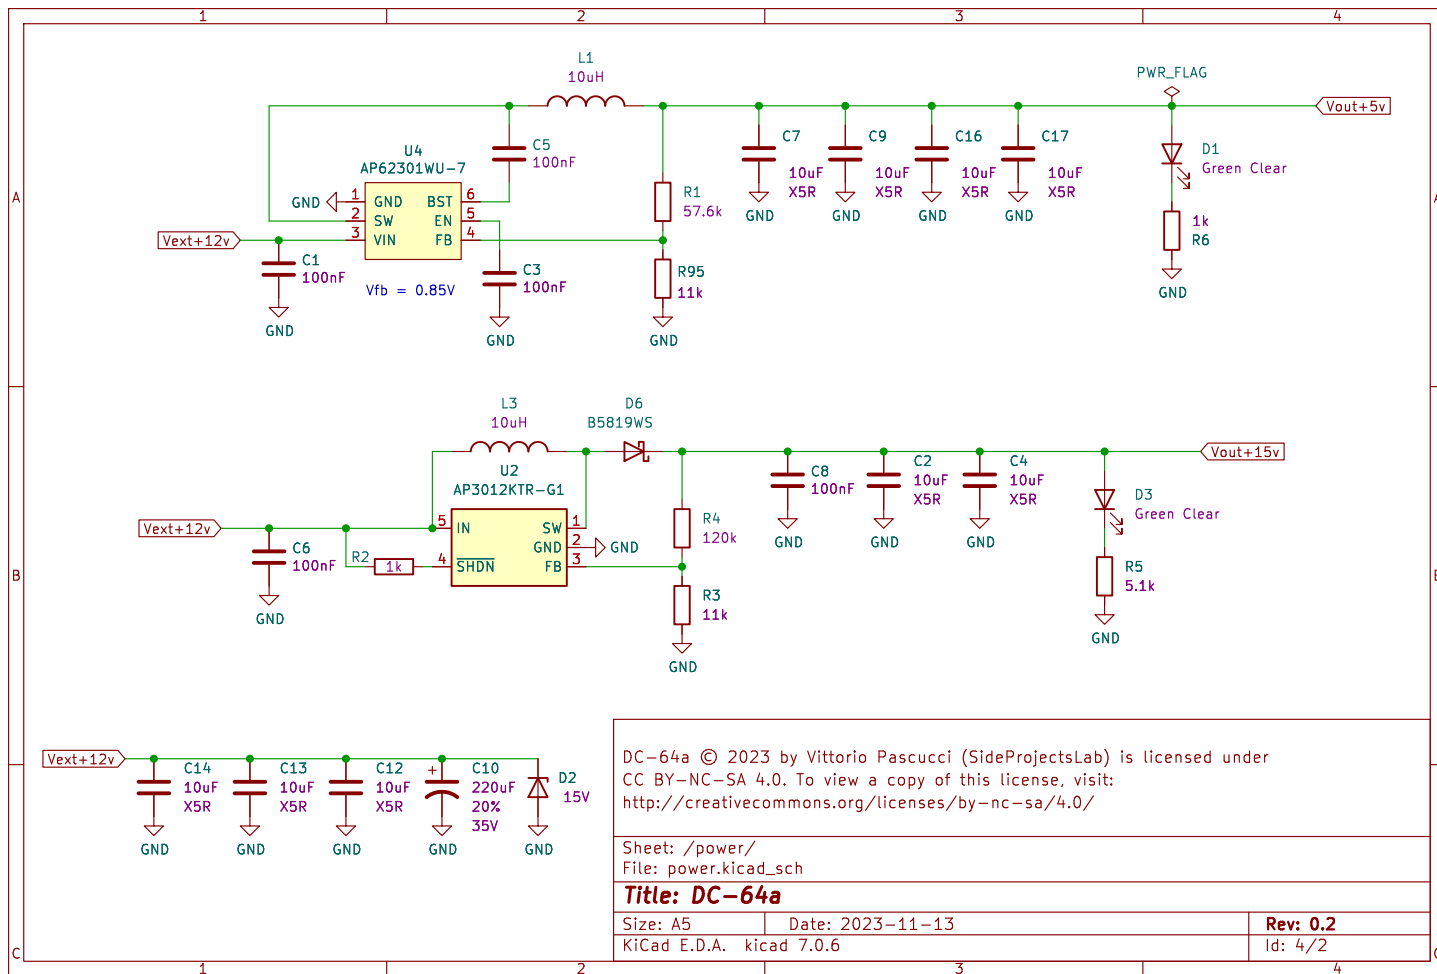 1 2 3 4
L1
10uH
PWR_FLAG
Vout+5v
C5
100nF
C7
10uF
X5R
GND
C9
10uF
X5R
GND
C16
10uF
X5R
GND
C17
10uF
X5R
GND
D1
Green Clear
1k
R6
GND
U4
AP62301WU-7
A
GND
1 GND BST 6
2 SW EN 5
3 VIN FB 4
R1
57.6k
Vext+12v
C1
100nF
GND
Vfb = 0.85V
C3
100nF
GND
R95
11k
GND
L3
10uH
D6
B5819WS
Vout+15v
U2
AP3012KTR-G1
C8
100nF
GND
C2
10uF
X5R
GND
C4
10uF
X5R
GND
D3
Green Clear
R5
5.1k
GND
Vext+12v
5 IN SW 1
GND 2 GND
4 SHDN FB 3
R4
120k
C6
100nF
GND
R2 1k
B
R3
11k
GND
Vext+12v
C14
10uF
X5R
GND
C13
10uF
X5R
GND
C12
10uF
X5R
GND
+
C10
220uF
20%
35V
GND
D2
15V
GND
DC-64a © 2023 by Vittorio Pascucci (SideProjectsLab) is licensed under
CC BY-NC-SA 4.0. To view a copy of this license, visit:
http://creativecommons.org/licenses/by-nc-sa/4.0/
Sheet: /power/
File: power.kicad_sch
Title: DC-64a
Size: A5 Date: 2023-11-13 Rev: 0.2
KiCad E.D.A. kicad 7.0.6 Id: 4/2
C
1 2 3 4